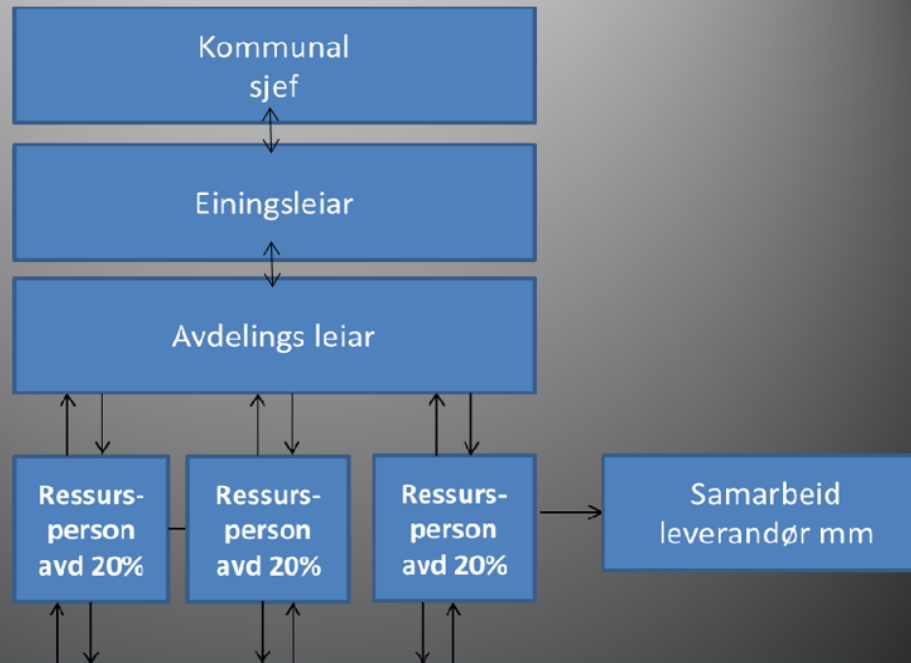 Kommunal
sjef
Einingsleiar
Avdelings leiar
Ressurs-
person
avd 20%
Ressurs-
person
avd 20%
Ressurs-
person
avd 20%
Samarbeid
leverandør mm